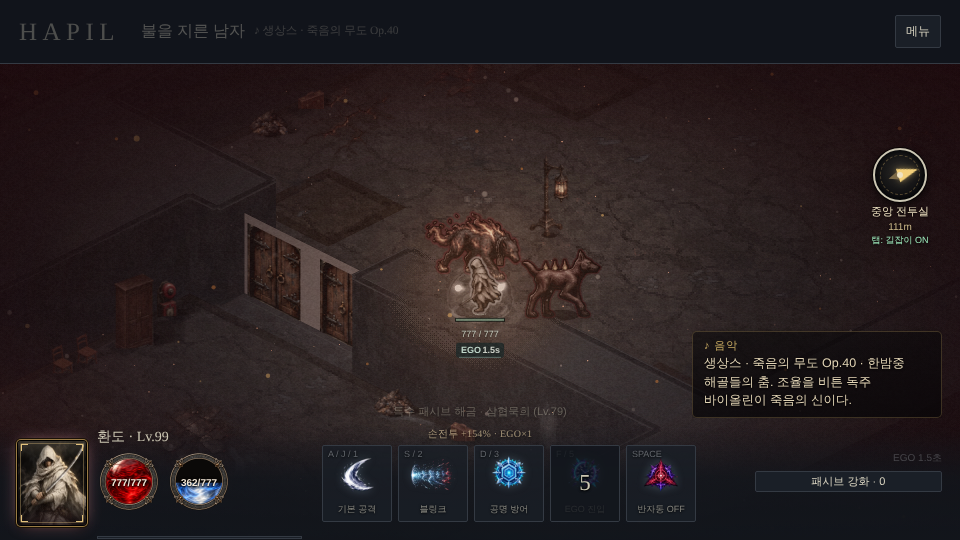 HAPIL
불을 지른 남자
♪ 생상스 · 죽음의 무도 Op.40
메뉴
중앙 전투실
111m
탭: 길잡이 ON
777 / 777
EGO 1.5s
♪ 음악
생상스 · 죽음의 무도 Op.40 · 한밤중
해골들의 춤. 조율을 비튼 독주
바이올린이 죽음의 신이다.
패시브 해금 · 삼협묵희 (Lv.79)
손전투 +154% · EGO×1
환도 · Lv.99
777/777
362/777
A / J / 1
기본 공격
S / 2
블링크
D / 3
공명 방어
5
EGO 진입
SPACE
반자동 OFF
EGO 1.5초
패시브 강화 · 0